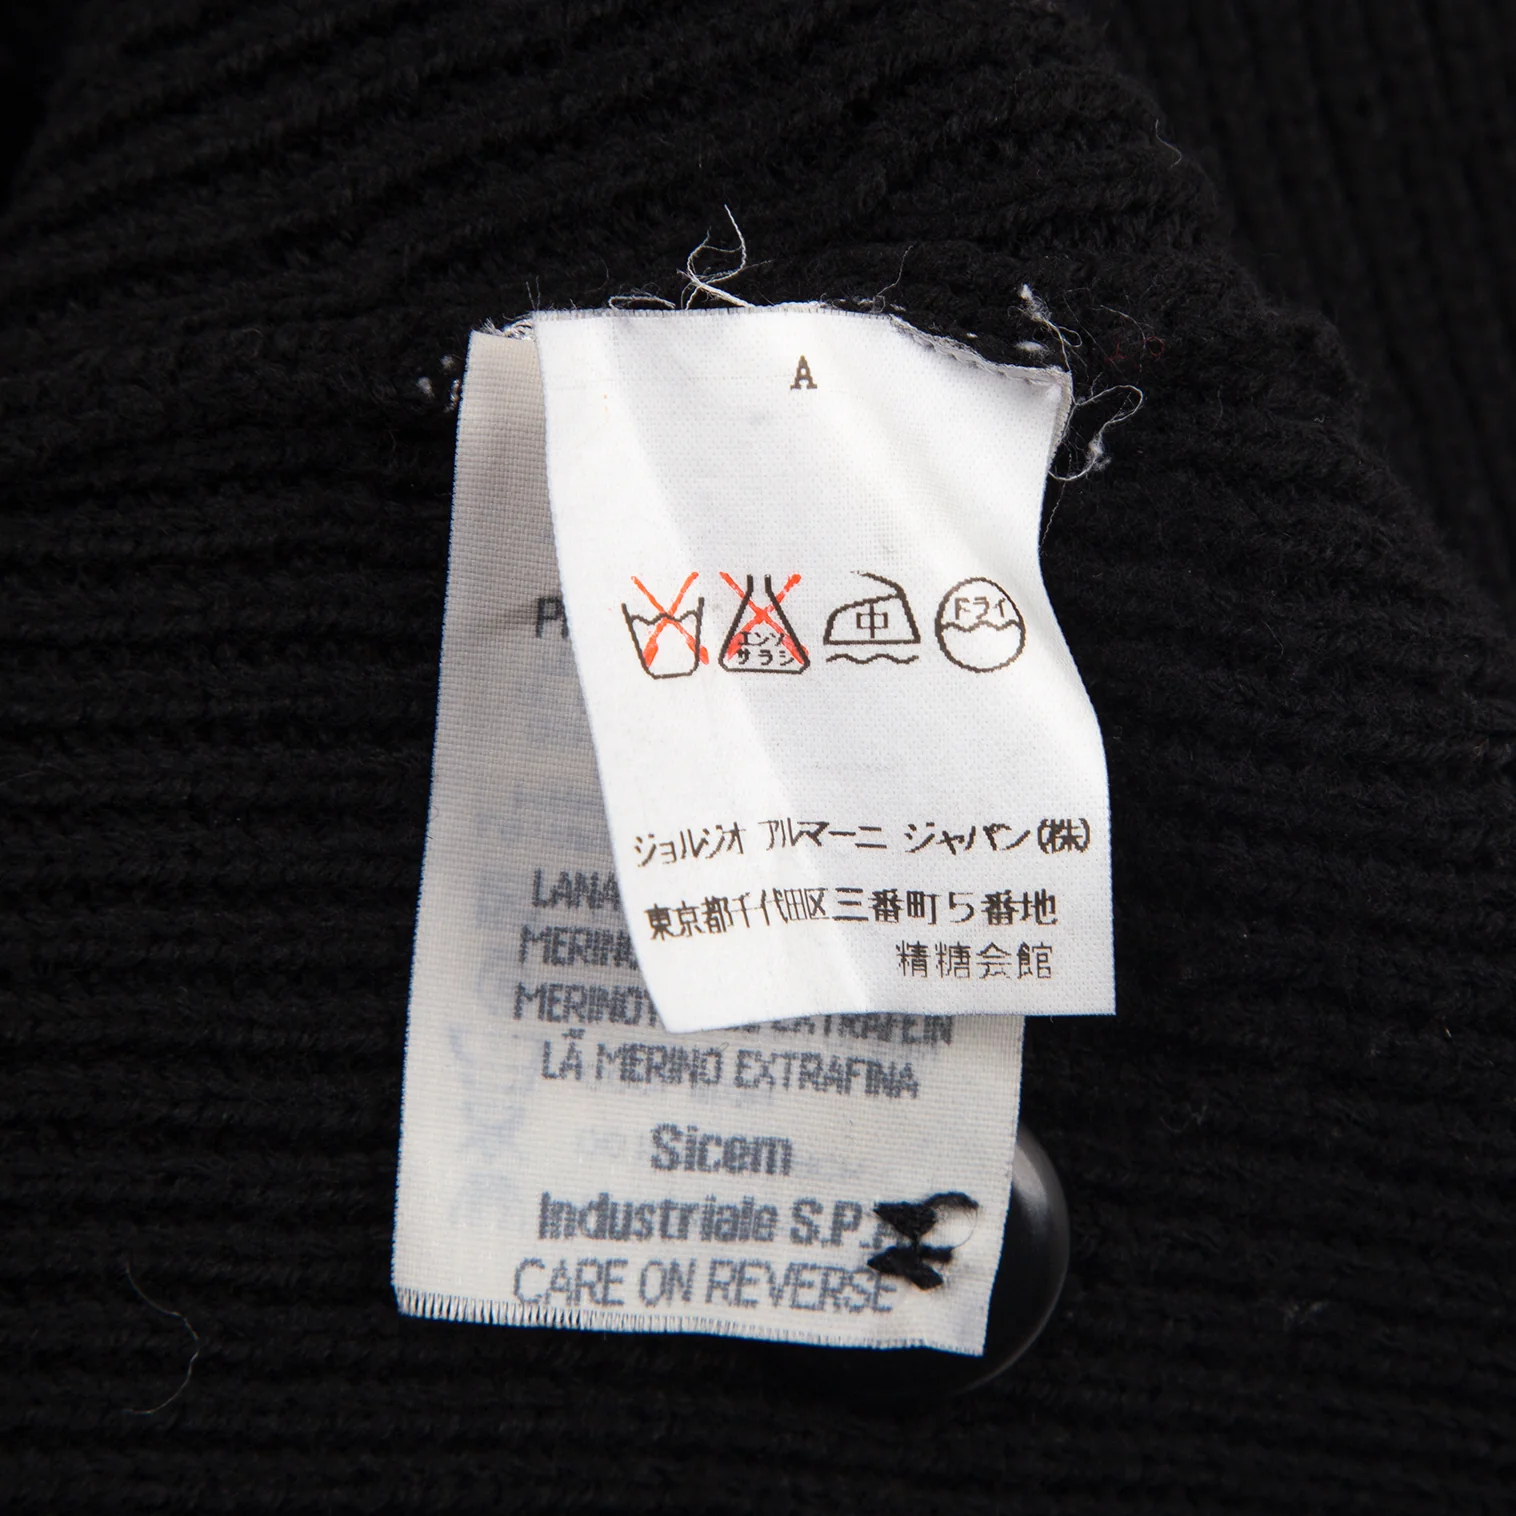 A
エンソ
サラシ
中
ドライ
ジョルジオ アルマーニ ジャパン(株)
東京都千代田区三番町5番地
精糖会館
LANA
MERINO
EXTRAFEIN
LÃ MERINO EXTRAFINA
Sicem
Industriale S.P.A
CARE ON REVERSE